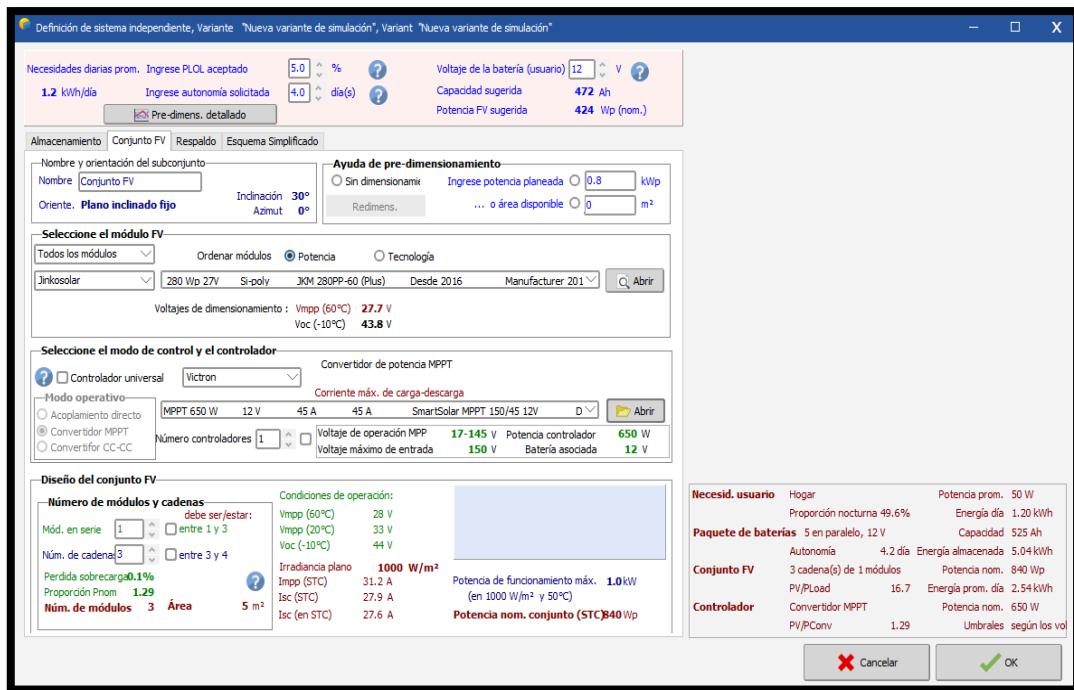 Definición de sistema independiente, Variante "Nueva variante de simulación", Variant "Nueva variante de simulación"
Necesidades diarias prom. Ingrese PLOL aceptado 5.0 % ? Voltaje de la batería (usuario) 12 V ?
1.2 kWh/día Ingrese autonomía solicitada 4.0 día(s) ? Capacidad sugerida 472 Ah
Pre-dimens. detallado Potencia FV sugerida 424 Wp (nom.)
Almacenamiento Conjunto FV Respaldo Esquema Simplificado
Nombre y orientación del subconjunto
Nombre Conjunto FV
Orient. Plano inclinado fijo Inclinación 30°
Azimut 0°
Ayuda de pre-dimensionamiento
Sin dimensionamie Ingrese potencia planeada 0.8 kWp
Redimens. ... o área disponible 0 m²
Seleccione el módulo FV
Todos los módulos Ordenar módulos Potencia Tecnología
Jinkosolar 280 Wp 27V Si-poly JKM 280PP-60 (Plus) Desde 2016 Manufacturer 201 Abrir
Voltajes de dimensionamiento : Vmpp (60°C) 27.7 V
Voc (-10°C) 43.8 V
Seleccione el modo de control y el controlador
Convertidor de potencia MPPT
? Controlador universal Victron
Modo operativo
Acoplamiento directo
Convertidor MPPT
Convertifor CC-CC
Corriente máx. de carga-descarga
MPPT 650 W 12 V 45 A 45 A SmartSolar MPPT 150/45 12V D Abrir
Número controladores 1
Voltaje de operación MPP 17-145 V Potencia controlador 650 W
Voltaje máximo de entrada 150 V Batería asociada 12 V
Diseño del conjunto FV
Número de módulos y cadenas
debe ser/estar:
Mód. en serie 1 entre 1 y 3
Núm. de cadenas 3 entre 3 y 4
Perdida sobrecarga 0.1%
Proporción Pnom 1.29 ?
Núm. de módulos 3 Área 5 m²
Condiciones de operación:
Vmpp (60°C) 28 V
Vmpp (20°C) 33 V
Voc (-10°C) 44 V
Irradiancia plano 1000 W/m²
Impp (STC) 31.2 A
Isc (STC) 27.9 A
Isc (en STC) 27.6 A
Potencia de funcionamiento máx. 1.0 kW
(en 1000 W/m² y 50°C)
Potencia nom. conjunto (STC) 840 Wp
Necesid. usuario Hogar Potencia prom. 50 W
Proporción nocturna 49.6% Energía día 1.20 kWh
Paquete de baterías 5 en paralelo, 12 V Capacidad 525 Ah
Autonomía 4.2 día Energía almacenada 5.04 kWh
Conjunto FV 3 cadena(s) de 1 módulos Potencia nom. 840 Wp
PV/PLoad 16.7 Energía prom. día 2.54 kWh
Controlador Convertidor MPPT Potencia nom. 650 W
PV/PConv 1.29 Umbrales según los vol
Cancelar OK